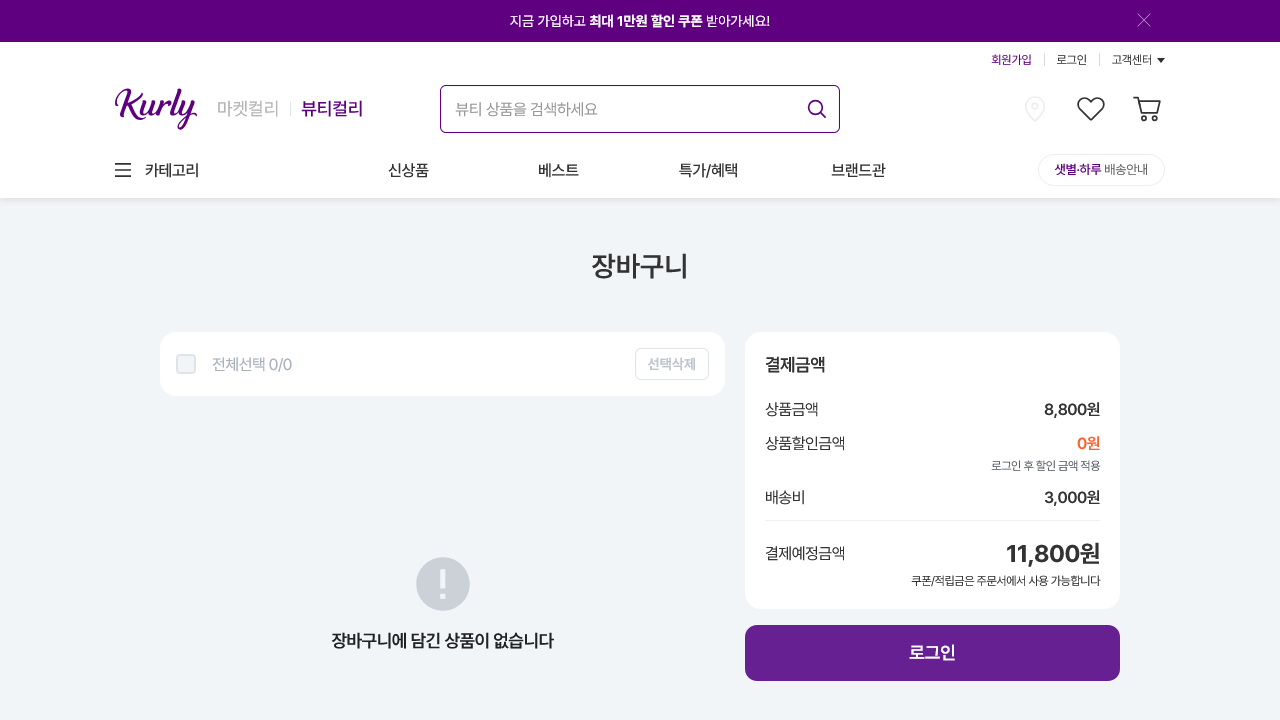 지금 가입하고 최대 1만원 할인 쿠폰 받아가세요!
회원가입 로그인 고객센터
Kurly 마켓컬리 뷰티컬리 뷰티 상품을 검색하세요
카테고리 신상품 베스트 특가/혜택 브랜드관 샛별·하루 배송안내
장바구니
전체선택 0/0 선택삭제
장바구니에 담긴 상품이 없습니다
결제금액
상품금액 8,800원
상품할인금액 0원
로그인 후 할인 금액 적용
배송비 3,000원
결제예정금액 11,800원
쿠폰/적립금은 주문서에서 사용 가능합니다
로그인